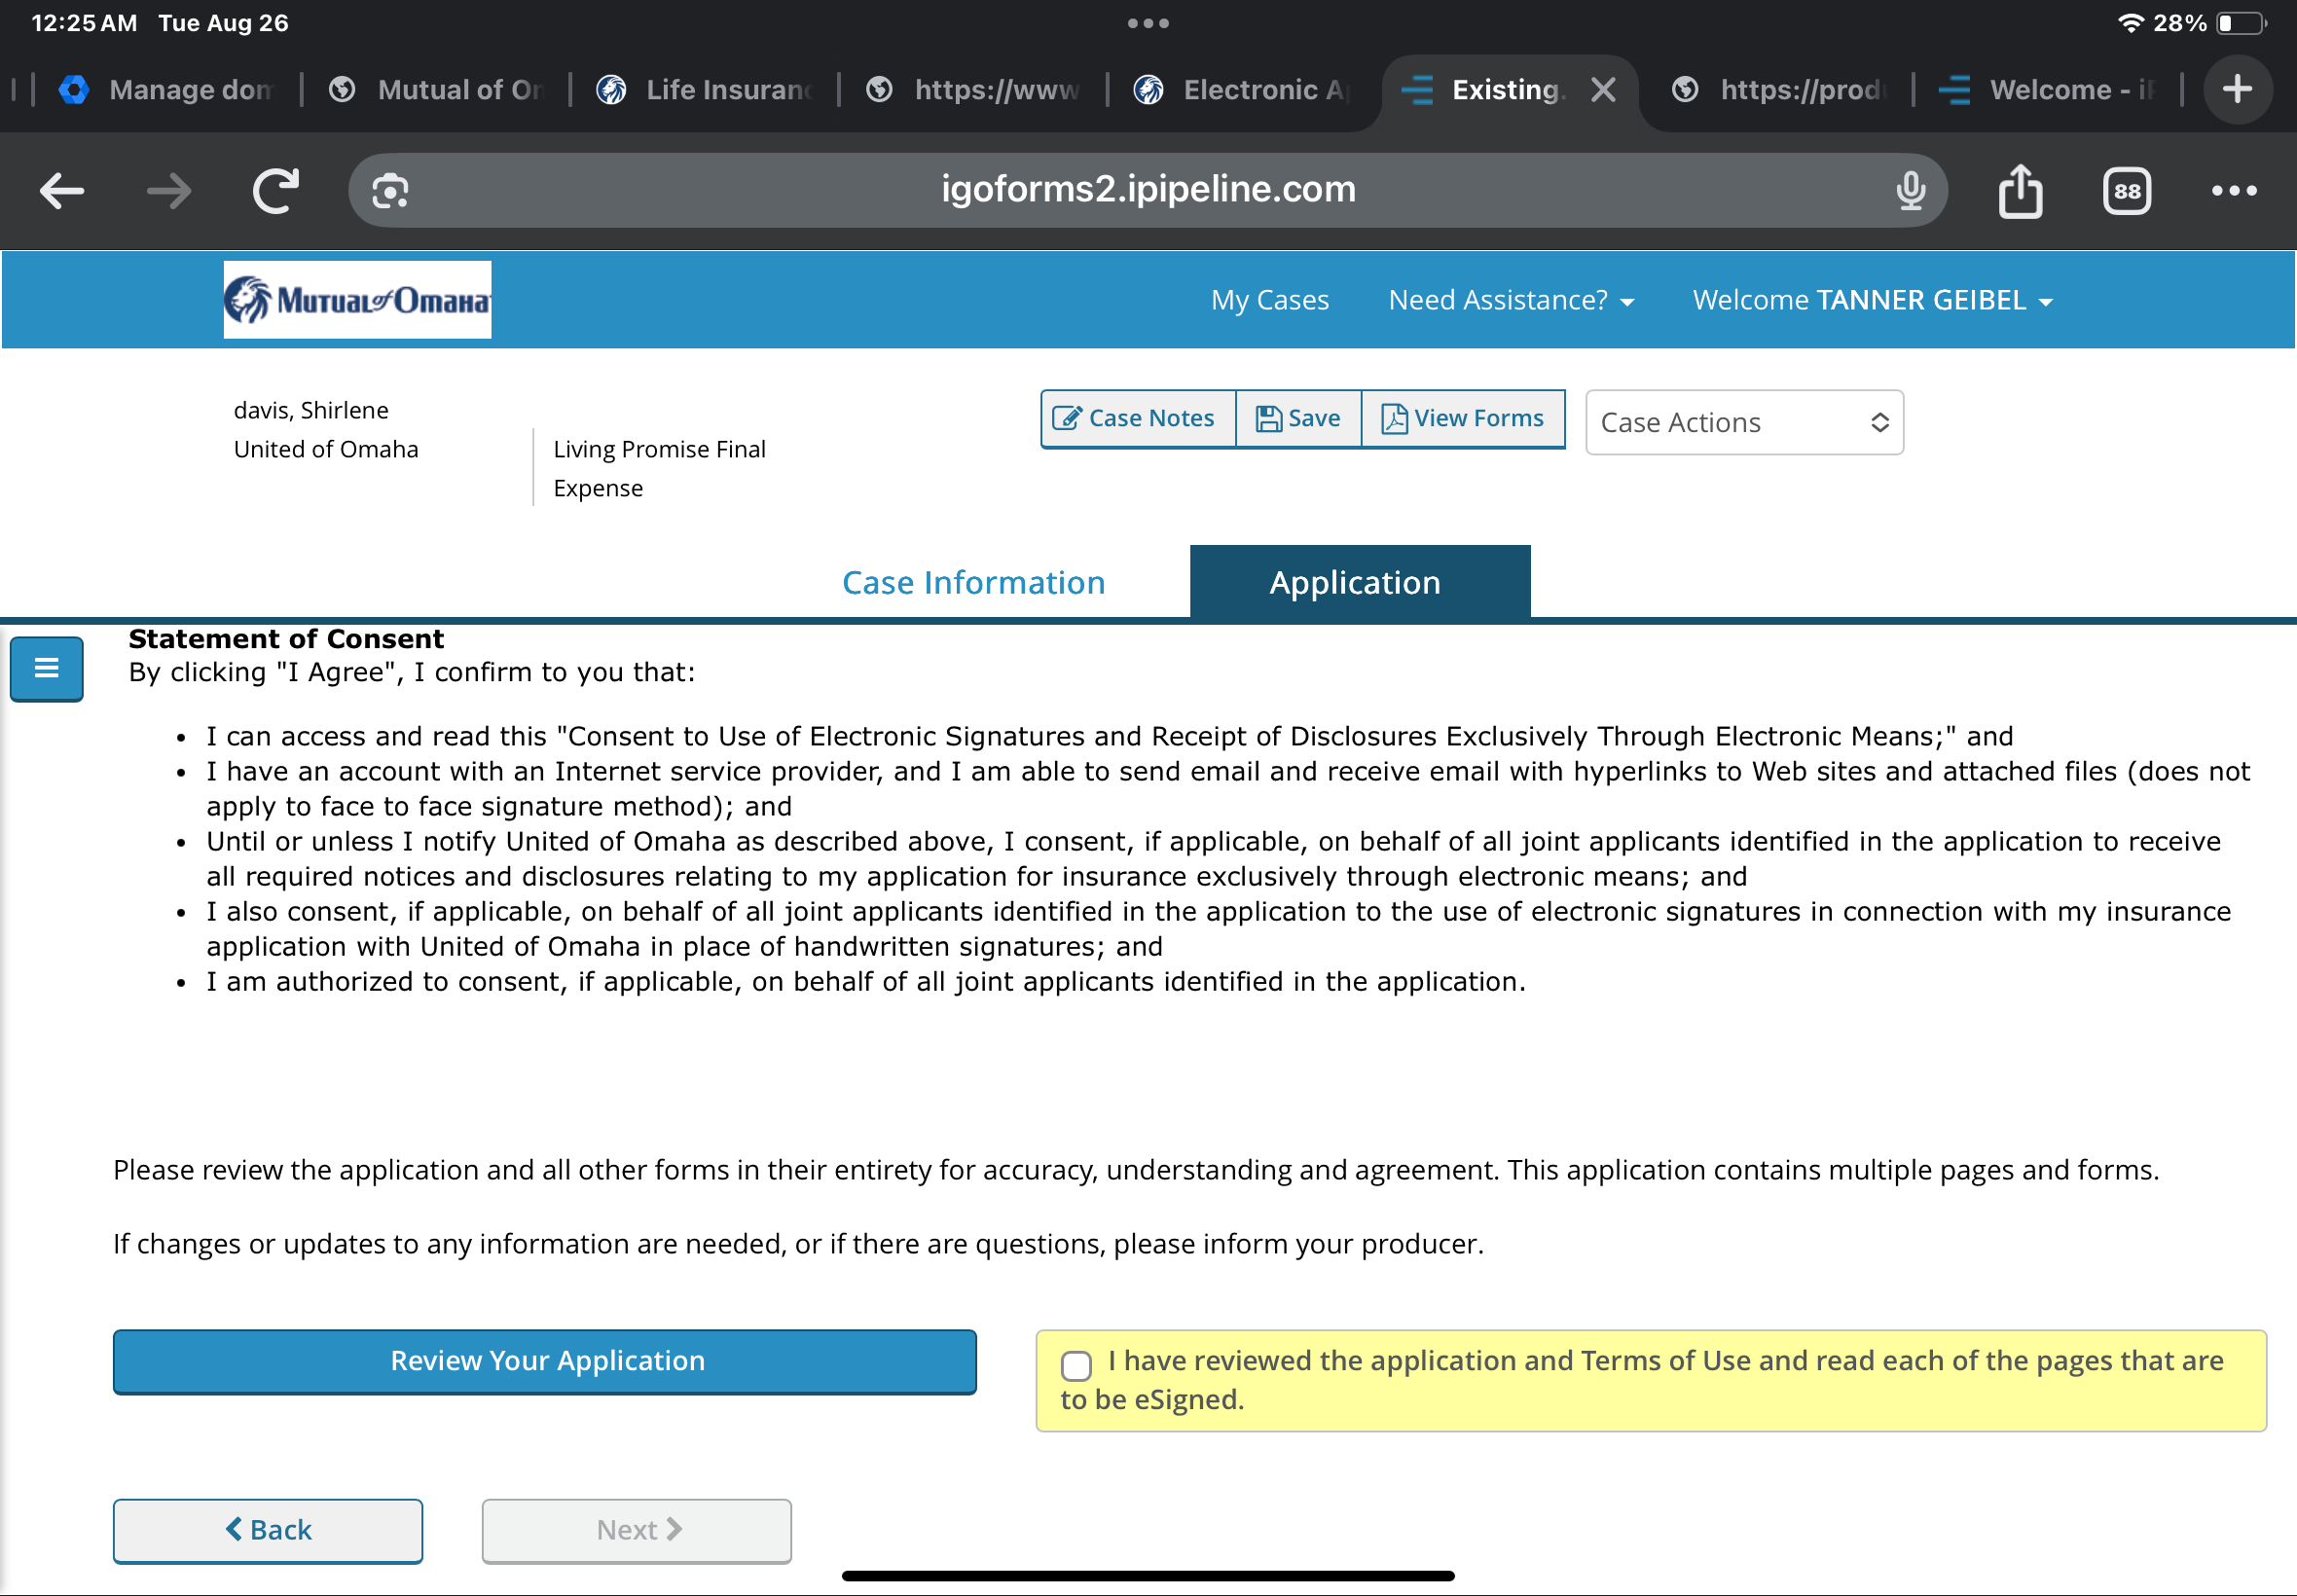 12:25 AM Tue Aug 26
28%
Manage dom
Mutual of Om
Life Insuranc
https://www
Electronic A
Existing.
https://prod
Welcome - i
igoforms2.ipipeline.com
88
Mutual of Omaha
My Cases
Need Assistance?
Welcome TANNER GEIBEL
davis, Shirlene
United of Omaha
Living Promise Final
Expense
Case Notes
Save
View Forms
Case Actions
Case Information
Application
Statement of Consent
By clicking "I Agree", I confirm to you that:
• I can access and read this "Consent to Use of Electronic Signatures and Receipt of Disclosures Exclusively Through Electronic Means;" and
• I have an account with an Internet service provider, and I am able to send email and receive email with hyperlinks to Web sites and attached files (does not
apply to face to face signature method); and
• Until or unless I notify United of Omaha as described above, I consent, if applicable, on behalf of all joint applicants identified in the application to receive
all required notices and disclosures relating to my application for insurance exclusively through electronic means; and
• I also consent, if applicable, on behalf of all joint applicants identified in the application to the use of electronic signatures in connection with my insurance
application with United of Omaha in place of handwritten signatures; and
• I am authorized to consent, if applicable, on behalf of all joint applicants identified in the application.
Please review the application and all other forms in their entirety for accuracy, understanding and agreement. This application contains multiple pages and forms.
If changes or updates to any information are needed, or if there are questions, please inform your producer.
Review Your Application
I have reviewed the application and Terms of Use and read each of the pages that are
to be eSigned.
Back
Next